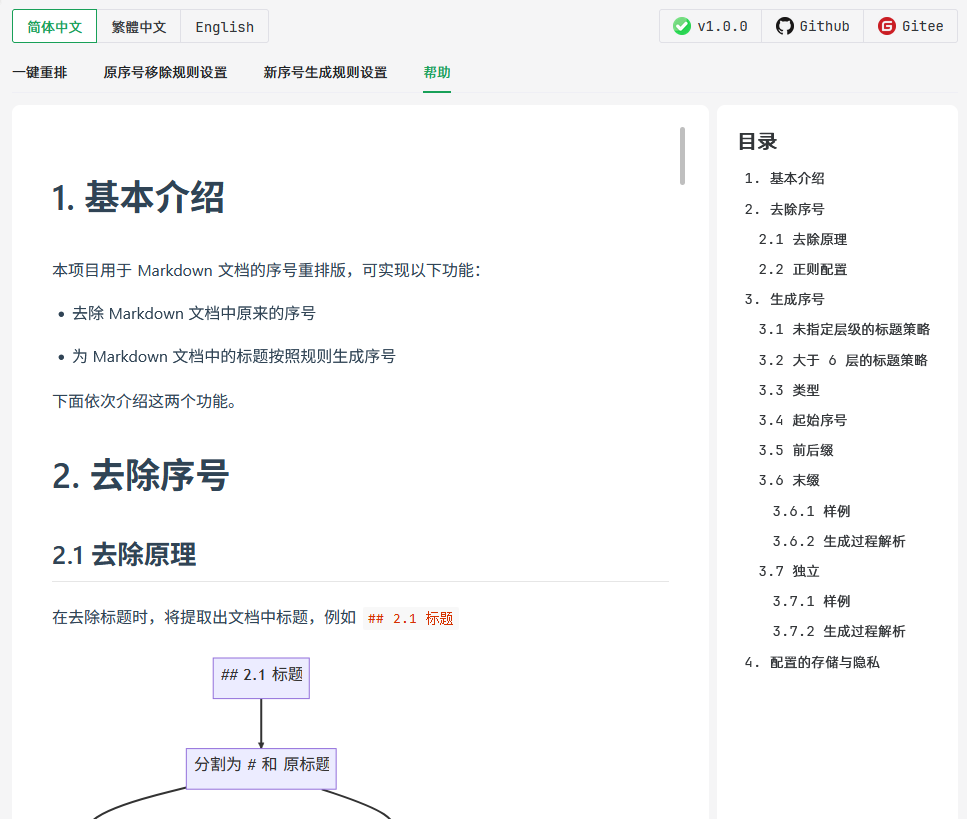 简体中文 繁體中文 English v1.0.0 Github Gitee
一键重排 原序号移除规则设置 新序号生成规则设置 帮助
1. 基本介绍
本项目用于 Markdown 文档的序号重排版，可实现以下功能：
• 去除 Markdown 文档中原来的序号
• 为 Markdown 文档中的标题按照规则生成序号
下面依次介绍这两个功能。
2. 去除序号
2.1 去除原理
在去除标题时，将提取出文档中标题，例如 ## 2.1 标题
## 2.1 标题
分割为 # 和 原标题
目录
1. 基本介绍
2. 去除序号
2.1 去除原理
2.2 正则配置
3. 生成序号
3.1 未指定层级的标题策略
3.2 大于 6 层的标题策略
3.3 类型
3.4 起始序号
3.5 前后缀
3.6 末缀
3.6.1 样例
3.6.2 生成过程解析
3.7 独立
3.7.1 样例
3.7.2 生成过程解析
4. 配置的存储与隐私